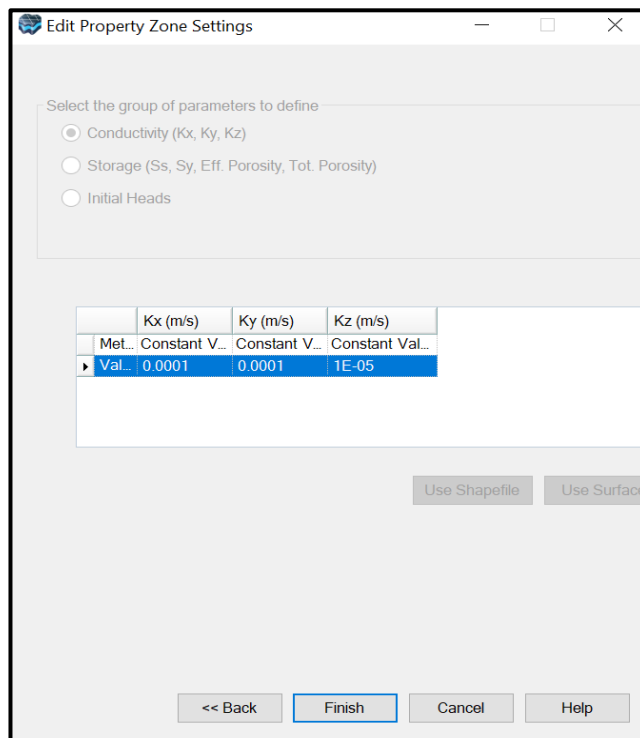 Edit Property Zone Settings
Select the group of parameters to define
Conductivity (Kx, Ky, Kz)
Storage (Ss, Sy, Eff. Porosity, Tot. Porosity)
Initial Heads
Kx (m/s) Ky (m/s) Kz (m/s)
Met... Constant V... Constant V... Constant Val...
Val... 0.0001 0.0001 1E-05
Use Shapefile Use Surfac
<< Back Finish Cancel Help